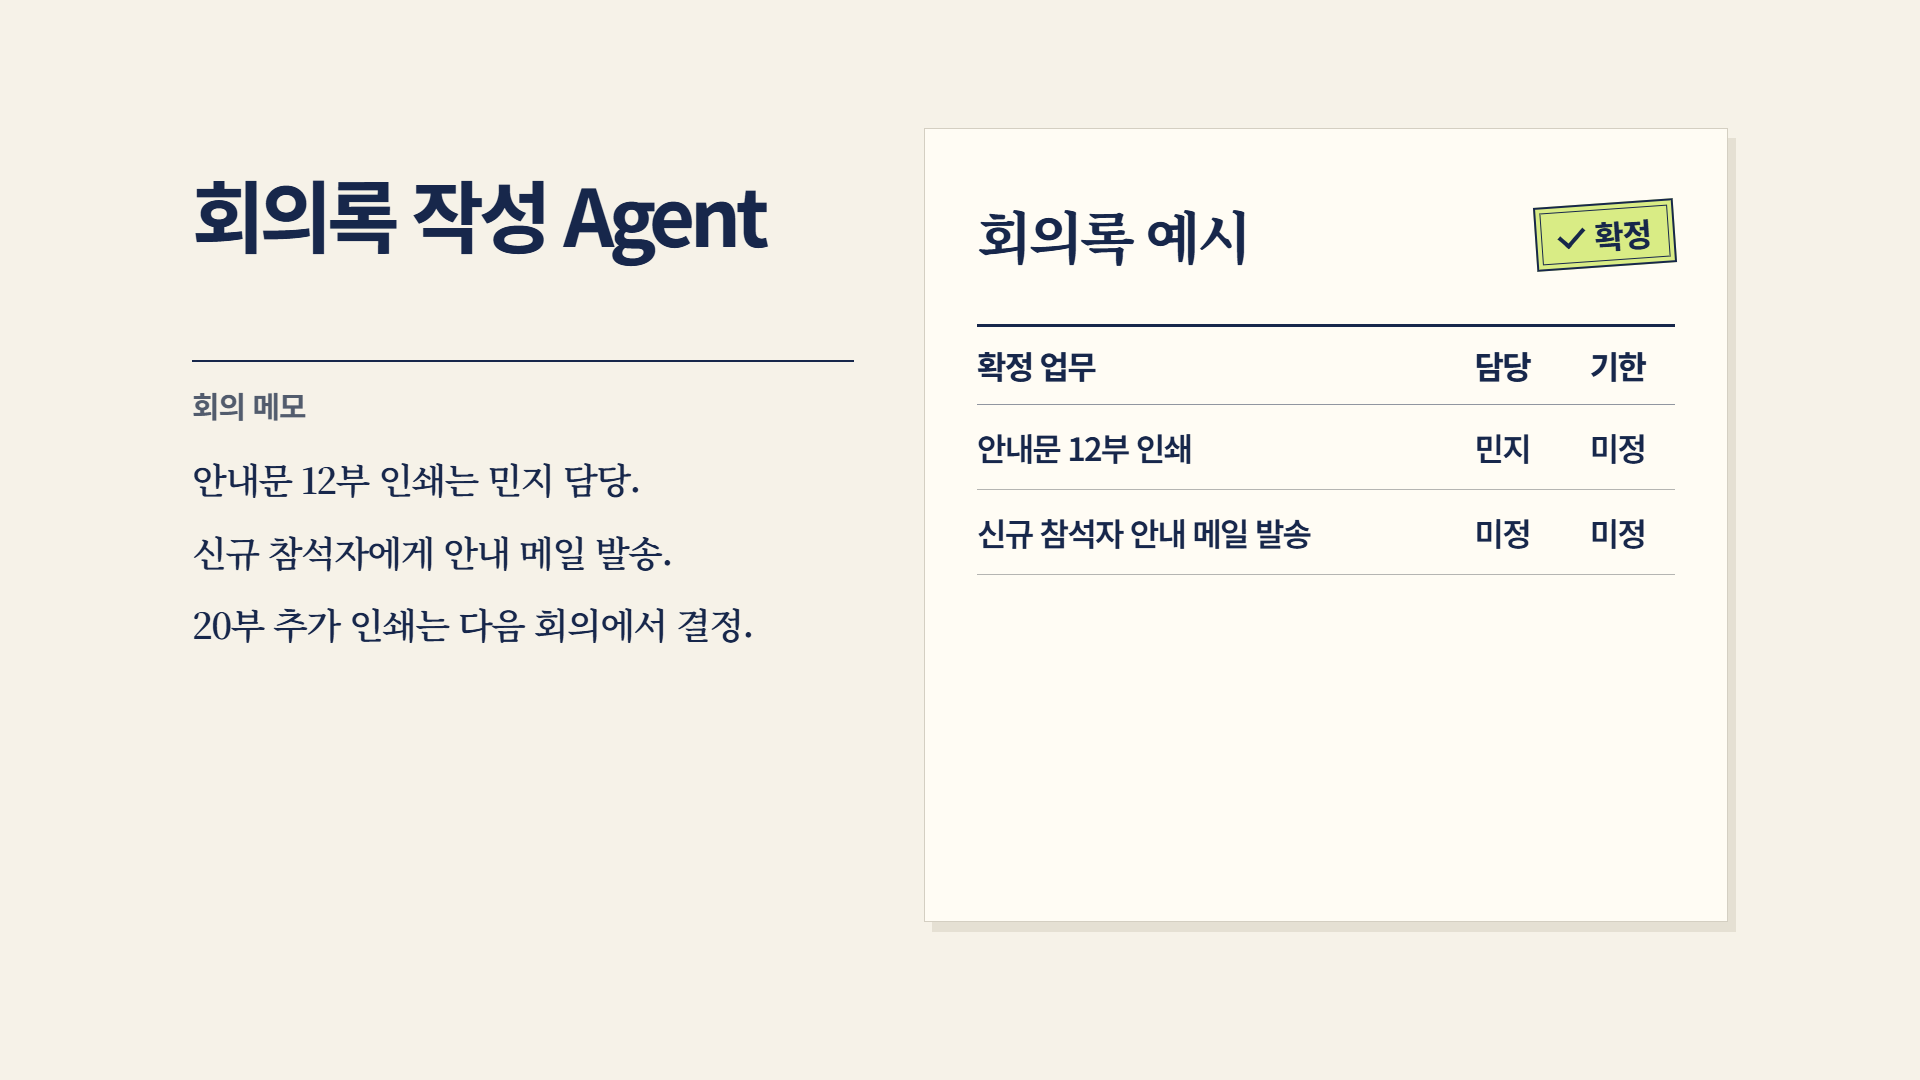 회의록 작성 Agent
회의 메모
안내문 12부 인쇄는 민지 담당.
신규 참석자에게 안내 메일 발송.
20부 추가 인쇄는 다음 회의에서 결정.
회의록 예시
확정
확정 업무 담당 기한
안내문 12부 인쇄 민지 미정
신규 참석자 안내 메일 발송 미정 미정